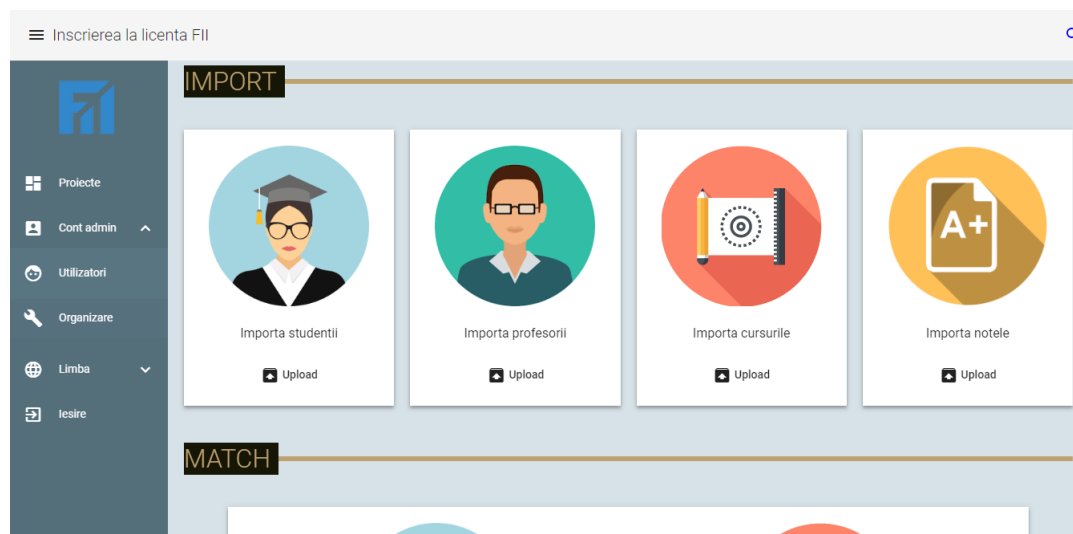 Inscrierea la licenta FII
FII
Proiecte
Cont admin
Utilizatori
Organizare
Limba
Iesire
IMPORT
A+
Importa studentii
Importa profesorii
Importa cursurile
Importa notele
Upload
Upload
Upload
Upload
MATCH